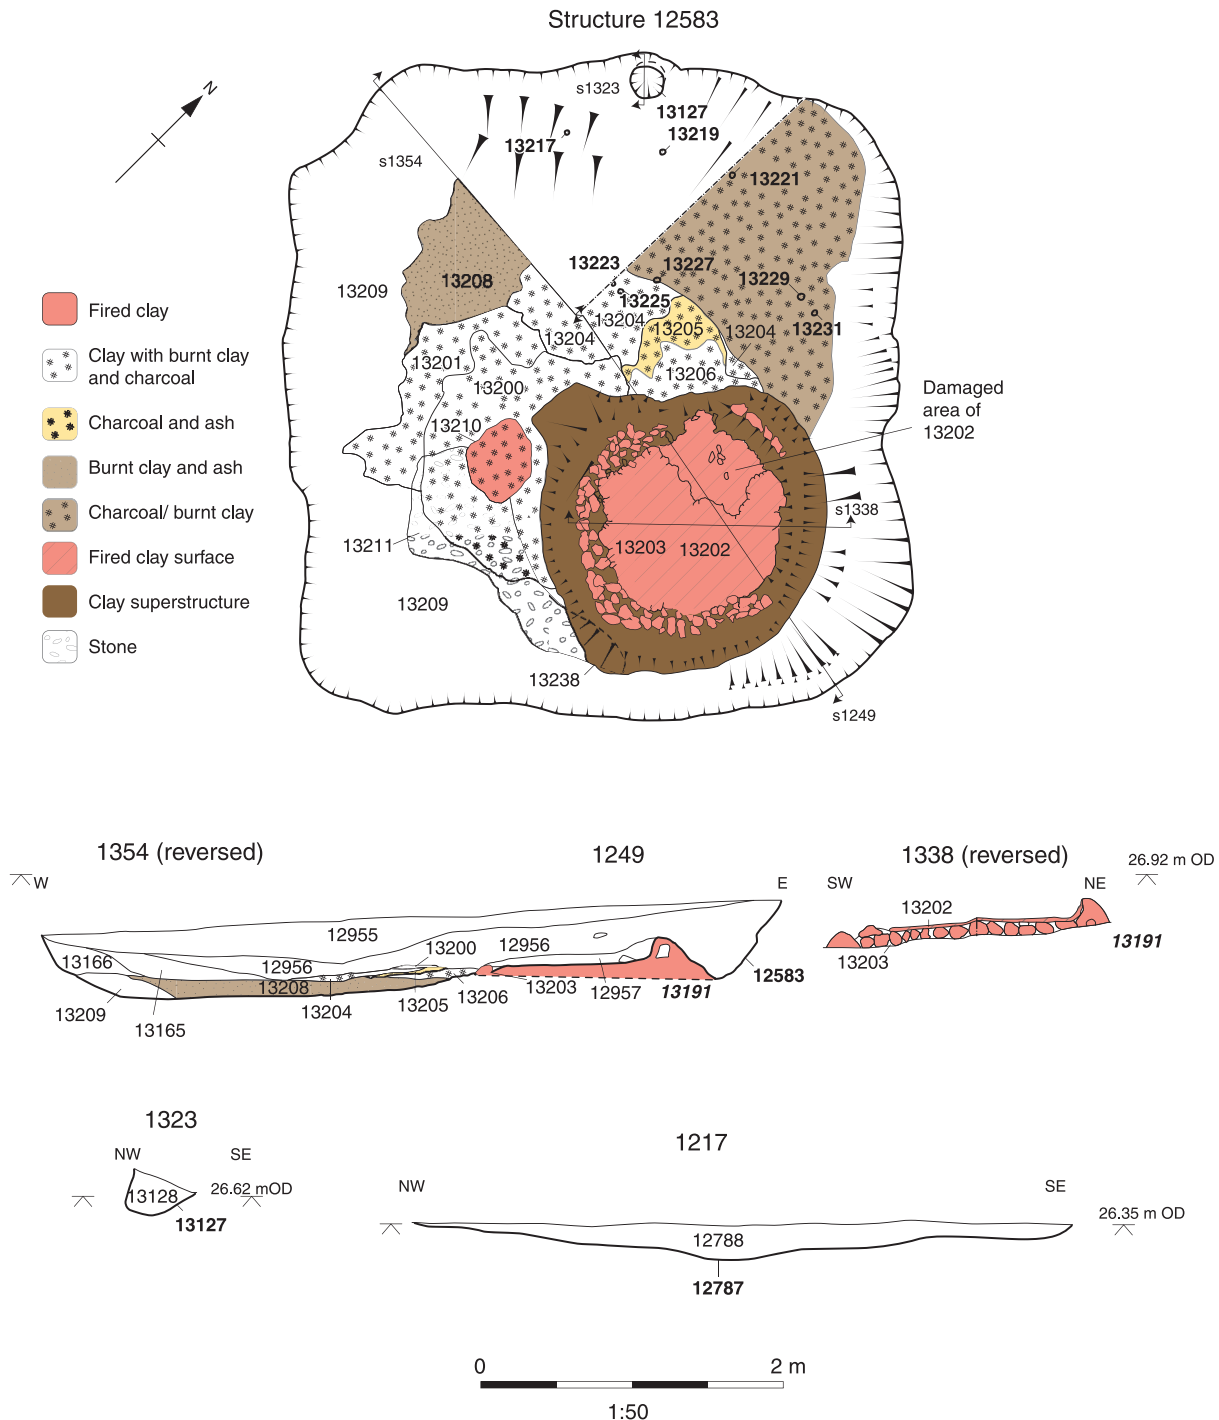 Structure 12583
N
s1323
13127
13219
13217
s1354
13221
13223
13227
13208
13229
13209
13225
13204
13205
13204
13231
13204
13201
13206
13200
Damaged
area of
13202
13210
s1338
13211
13203
13202
13209
13238
s1249
Fired clay
Clay with burnt clay
and charcoal
Charcoal and ash
Burnt clay and ash
Charcoal/ burnt clay
Fired clay surface
Clay superstructure
Stone
1354 (reversed)
1249
1338 (reversed)
26.92 m OD
W
E
SW
NE
13202
12955
13200
12956
13191
13166
12956
13203
12583
13208
13206
13203
12957
13191
13209
13204
13205
13165
1323
NW
SE
13128
26.62 mOD
13127
1217
NW
SE
26.35 m OD
12788
12787
0
2 m
1:50